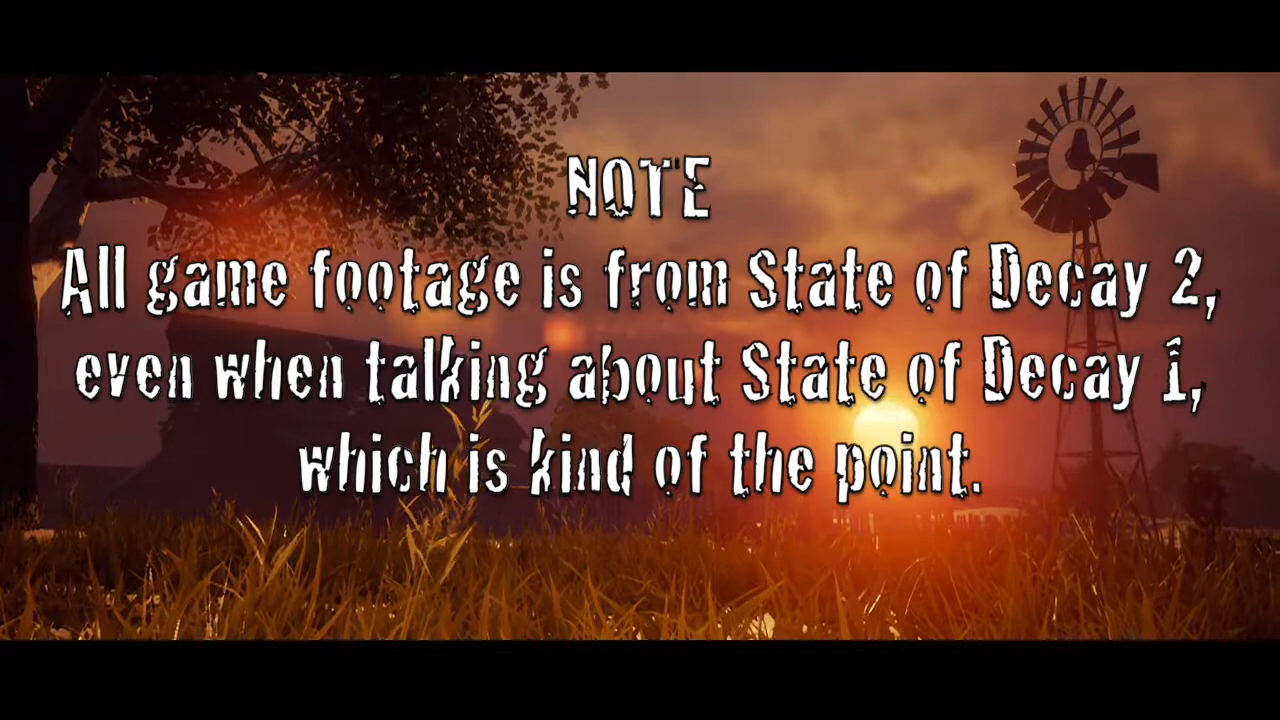 NOTE
All game footage is from State of Decay 2,
even when talking about State of Decay 1,
which is kind of the point.